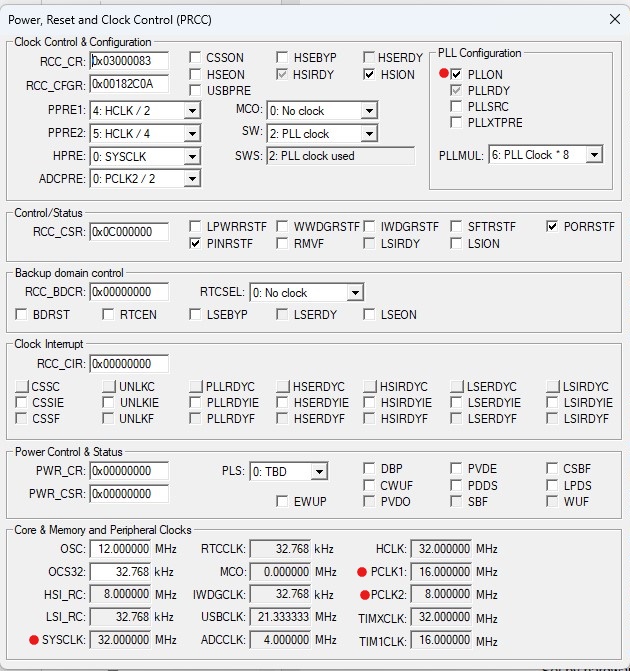 Power, Reset and Clock Control (PRCC)
Clock Control & Configuration
RCC_CR: 0x03000083 CSSON HSEBYP HSERDY
HSEON HSIRDY HSION
RCC_CFGR: 0x00182C0A USBPRE
PPRE1: 4: HCLK / 2 MCO: 0: No clock
PPRE2: 5: HCLK / 4 SW: 2: PLL clock
HPRE: 0: SYSCLK SWS: 2: PLL clock used
ADCPRE: 0: PCLK2 / 2
PLL Configuration
PLLON
PLLRDY
PLLSRC
PLLXTPRE
PLLMUL: 6: PLL Clock * 8
Control/Status
RCC_CSR: 0x0C000000 LPWRRSTF WWDGRSTF IWDGRSTF SFTRSTF PORRSTF
PINRSTF RMVF LSIRDY LSION
Backup domain control
RCC_BDCR: 0x00000000 RTCSEL: 0: No clock
BDRST RTCEN LSEBYP LSERDY LSEON
Clock Interrupt
RCC_CIR: 0x00000000
CSSC UNLKC PLLRDYC HSERDYC HSIRDYC LSERDYC LSIRDYC
CSSIE UNLKIE PLLRDYIE HSERDYIE HSIRDYIE LSERDYIE LSIRDYIE
CSSF UNLKF PLLRDYF HSERDYF HSIRDYF LSERDYF LSIRDYF
Power Control & Status
PWR_CR: 0x00000000 PLS: 0: TBD DBP PVDE CSBF
CWUF PDDS LPDS
PWR_CSR: 0x00000000 EWUP PVDO SBF WUF
Core & Memory and Peripheral Clocks
OSC: 12.000000 MHz RTCCLK: 32.768 kHz HCLK: 32.000000 MHz
OCS32: 32.768 kHz MCO: 0.000000 MHz PCLK1: 16.000000 MHz
HSI_RC: 8.000000 MHz IWDGCLK: 32.768 kHz PCLK2: 8.000000 MHz
LSI_RC: 32.768 kHz USBCLK: 21.333333 MHz TIMXCLK: 32.000000 MHz
SYSCLK: 32.000000 MHz ADCCLK: 4.000000 MHz TIM1CLK: 16.000000 MHz